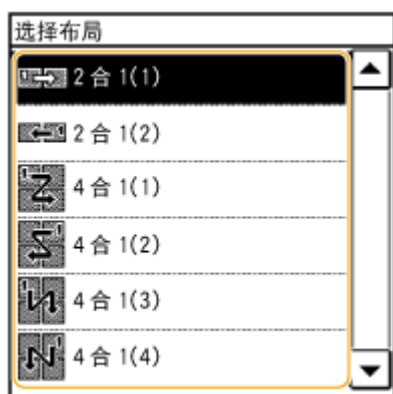 选择布局
2 合 1(1)
2 合 1(2)
4 合 1(1)
4 合 1(2)
4 合 1(3)
4 合 1(4)